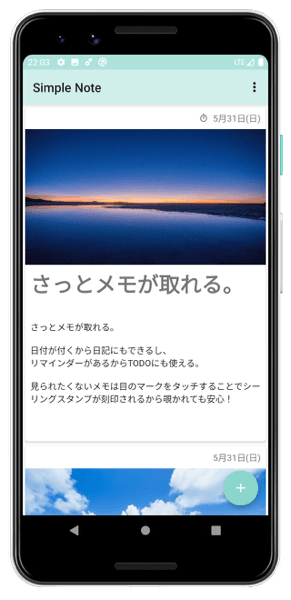 22:03 LTE
Simple Note
5月31日(日)
さっとメモが取れる。
さっとメモが取れる。
日付が付くから日記にもできるし、
リマインダーがあるからTODOにも使える。
見られたくないメモは目のマークをタッチすることでシー
リングスタンプが刻印されるから覗かれても安心！
5月31日(日)